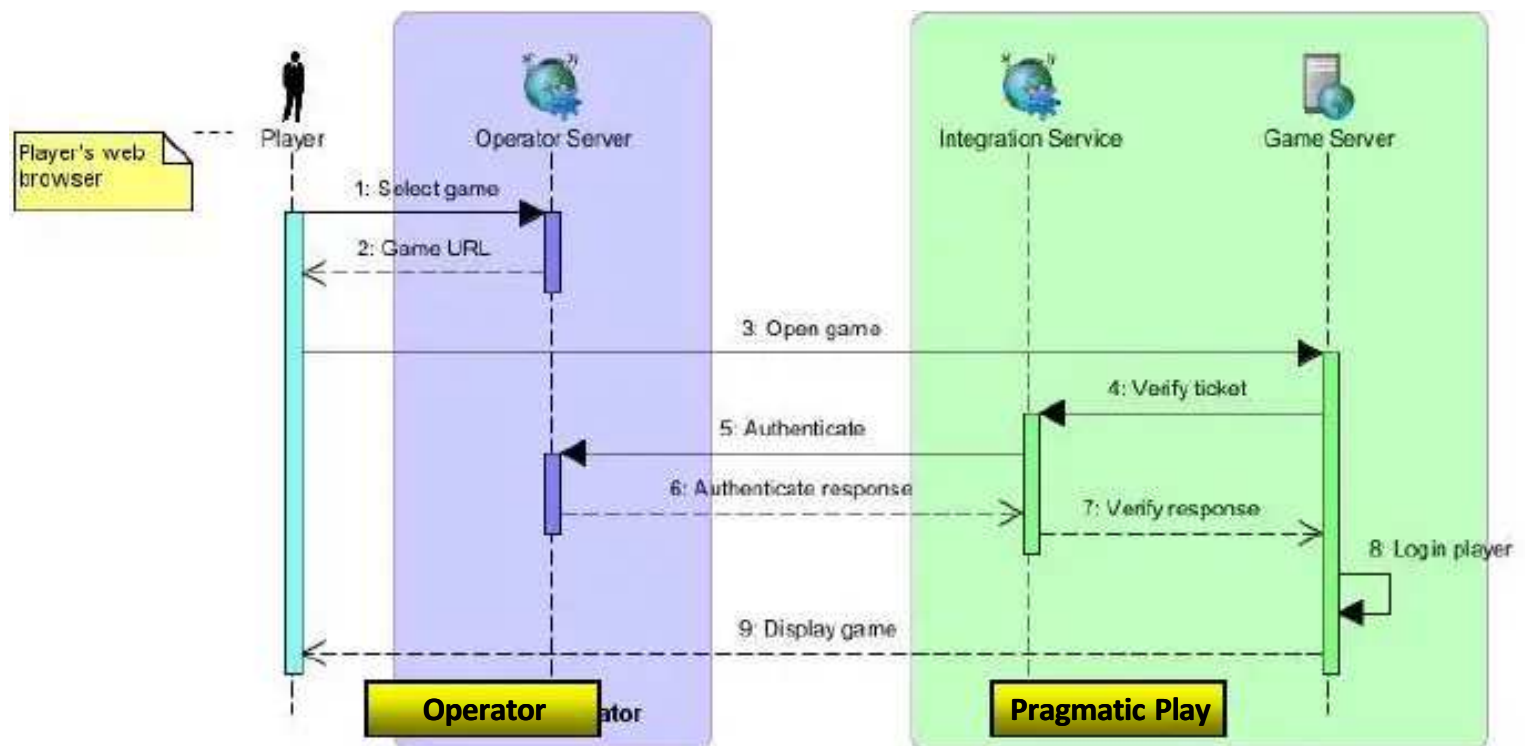 Player
Operator Server
Integration Service
Game Server
Player's web
browser
1: Select game
2: Game URL
3: Open game
4: Verify ticket
5: Authenticate
6: Authenticate response
7: Verify response
8: Login player
9: Display game
Operator
ator
Pragmatic Play